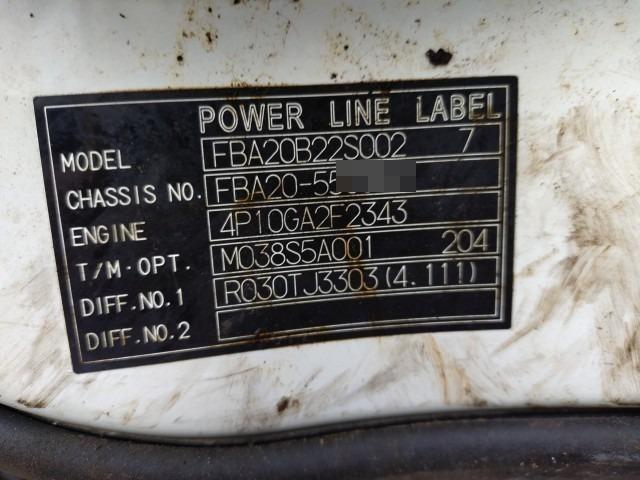 POWER LINE LABEL
MODEL FBA20B22S002 7
CHASSIS NO. FBA20-55
ENGINE 4P10GA2F2343
T/M·OPT. M038S5A001 204
DIFF.NO.1 R030TJ3303(4.111)
DIFF.NO.2